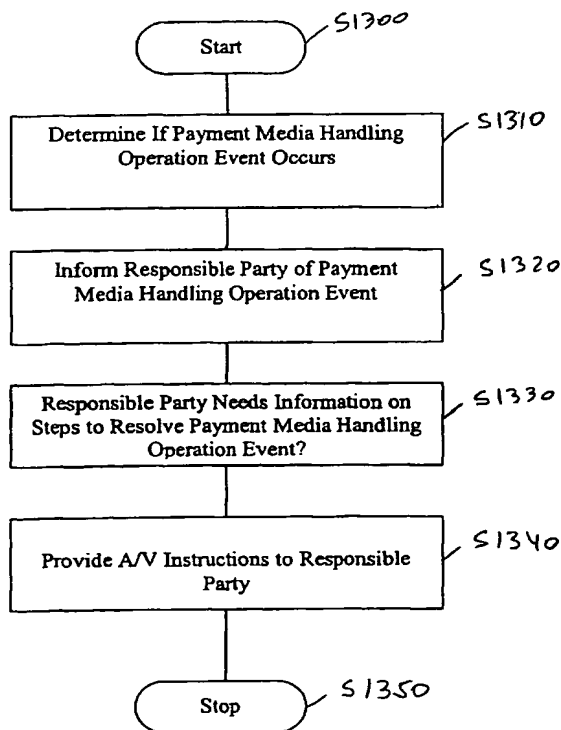 Start
S1300
Determine If Payment Media Handling
Operation Event Occurs
S1310
Inform Responsible Party of Payment
Media Handling Operation Event
S1320
Responsible Party Needs Information on
Steps to Resolve Payment Media Handling
Operation Event?
S1330
Provide A/V Instructions to Responsible
Party
S1340
Stop
S1350